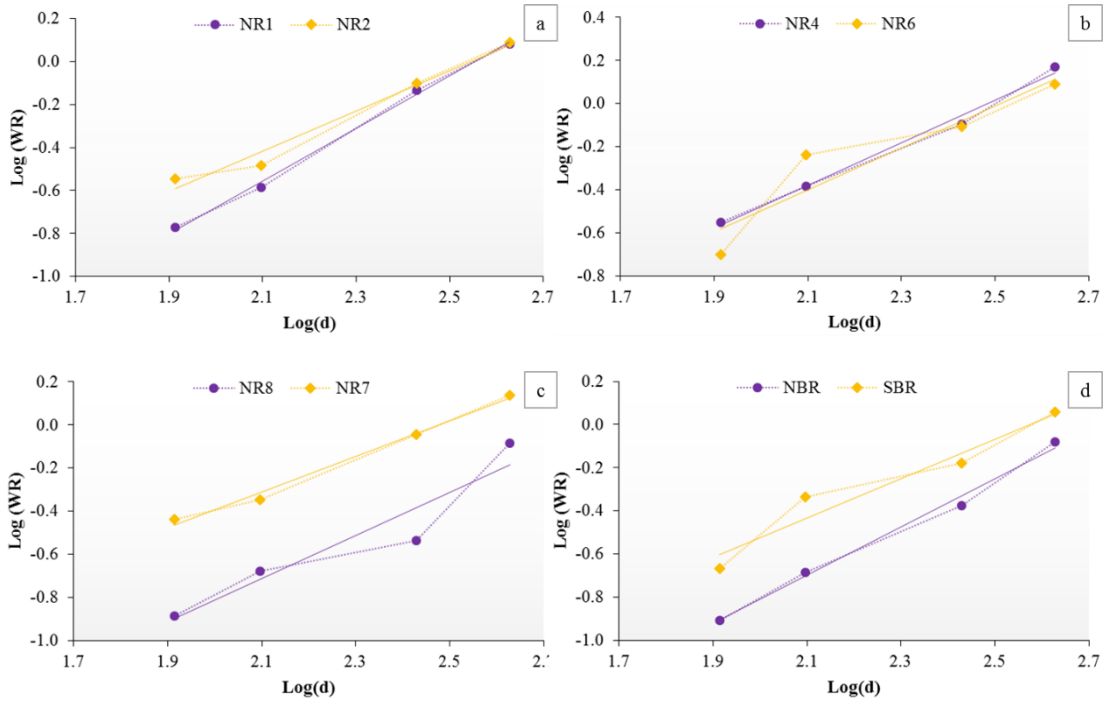 NR1 NR2
a
0.2
0.0
-0.2
-0.4
-0.6
-0.8
-1.0
Log (WR)
1.7 1.9 2.1 2.3 2.5 2.7
Log(d)
NR4 NR6
b
0.4
0.2
0.0
-0.2
-0.4
-0.6
-0.8
Log (WR)
1.7 1.9 2.1 2.3 2.5 2.7
Log(d)
NR8 NR7
c
0.2
0.0
-0.2
-0.4
-0.6
-0.8
-1.0
Log (WR)
1.7 1.9 2.1 2.3 2.5
Log(d)
NBR SBR
d
0.2
0.0
-0.2
-0.4
-0.6
-0.8
-1.0
Log (WR)
1.7 1.9 2.1 2.3 2.5 2.7
Log(d)